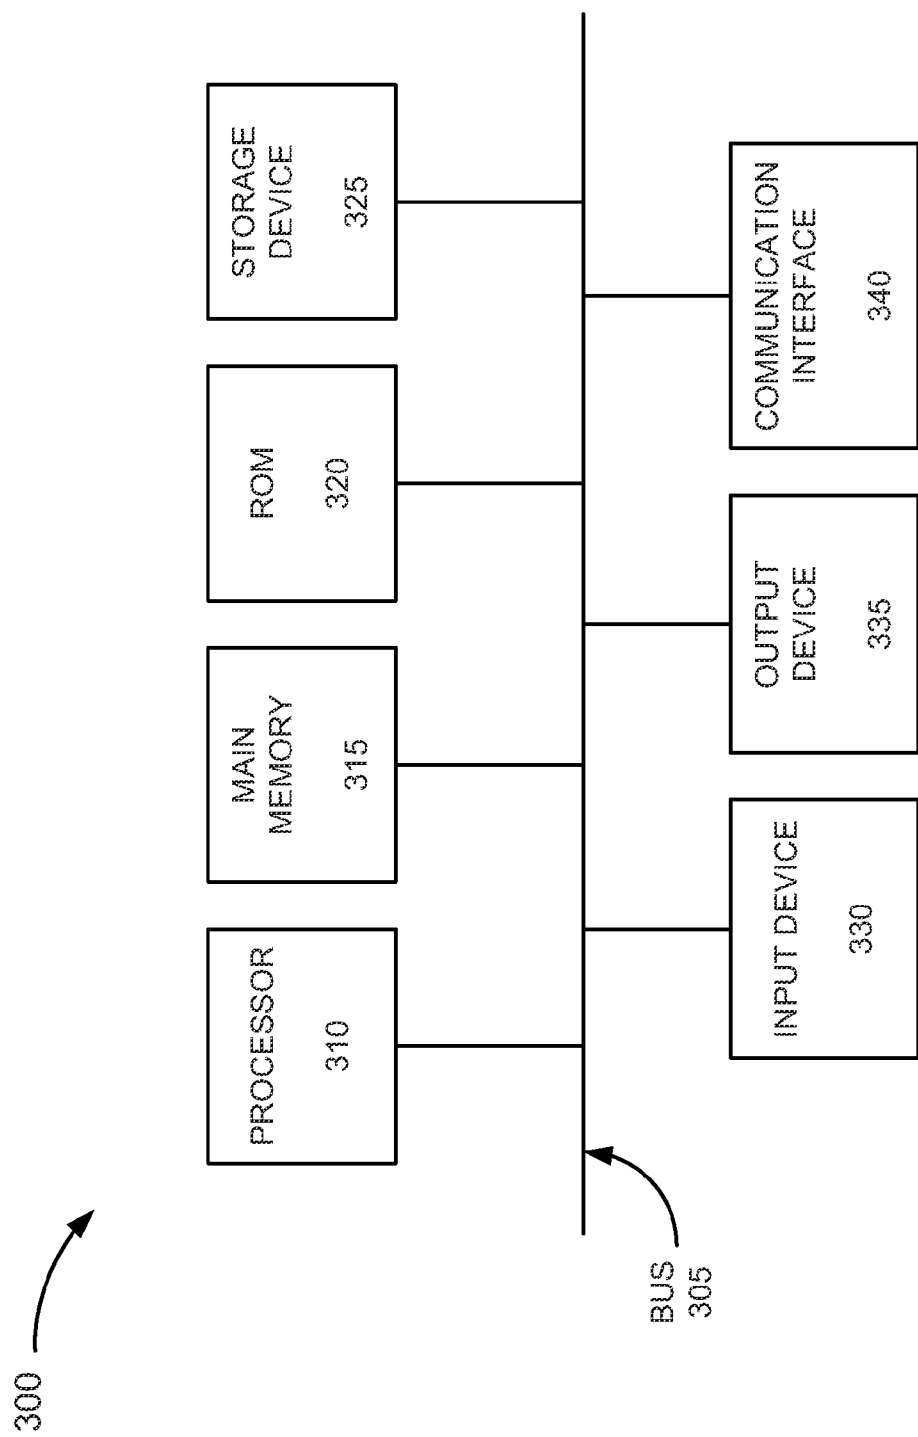 300
PROCESSOR
310
MAIN
MEMORY
315
ROM
320
STORAGE
DEVICE
325
BUS
305
INPUT DEVICE
330
OUTPUT
DEVICE
335
COMMUNICATION
INTERFACE
340